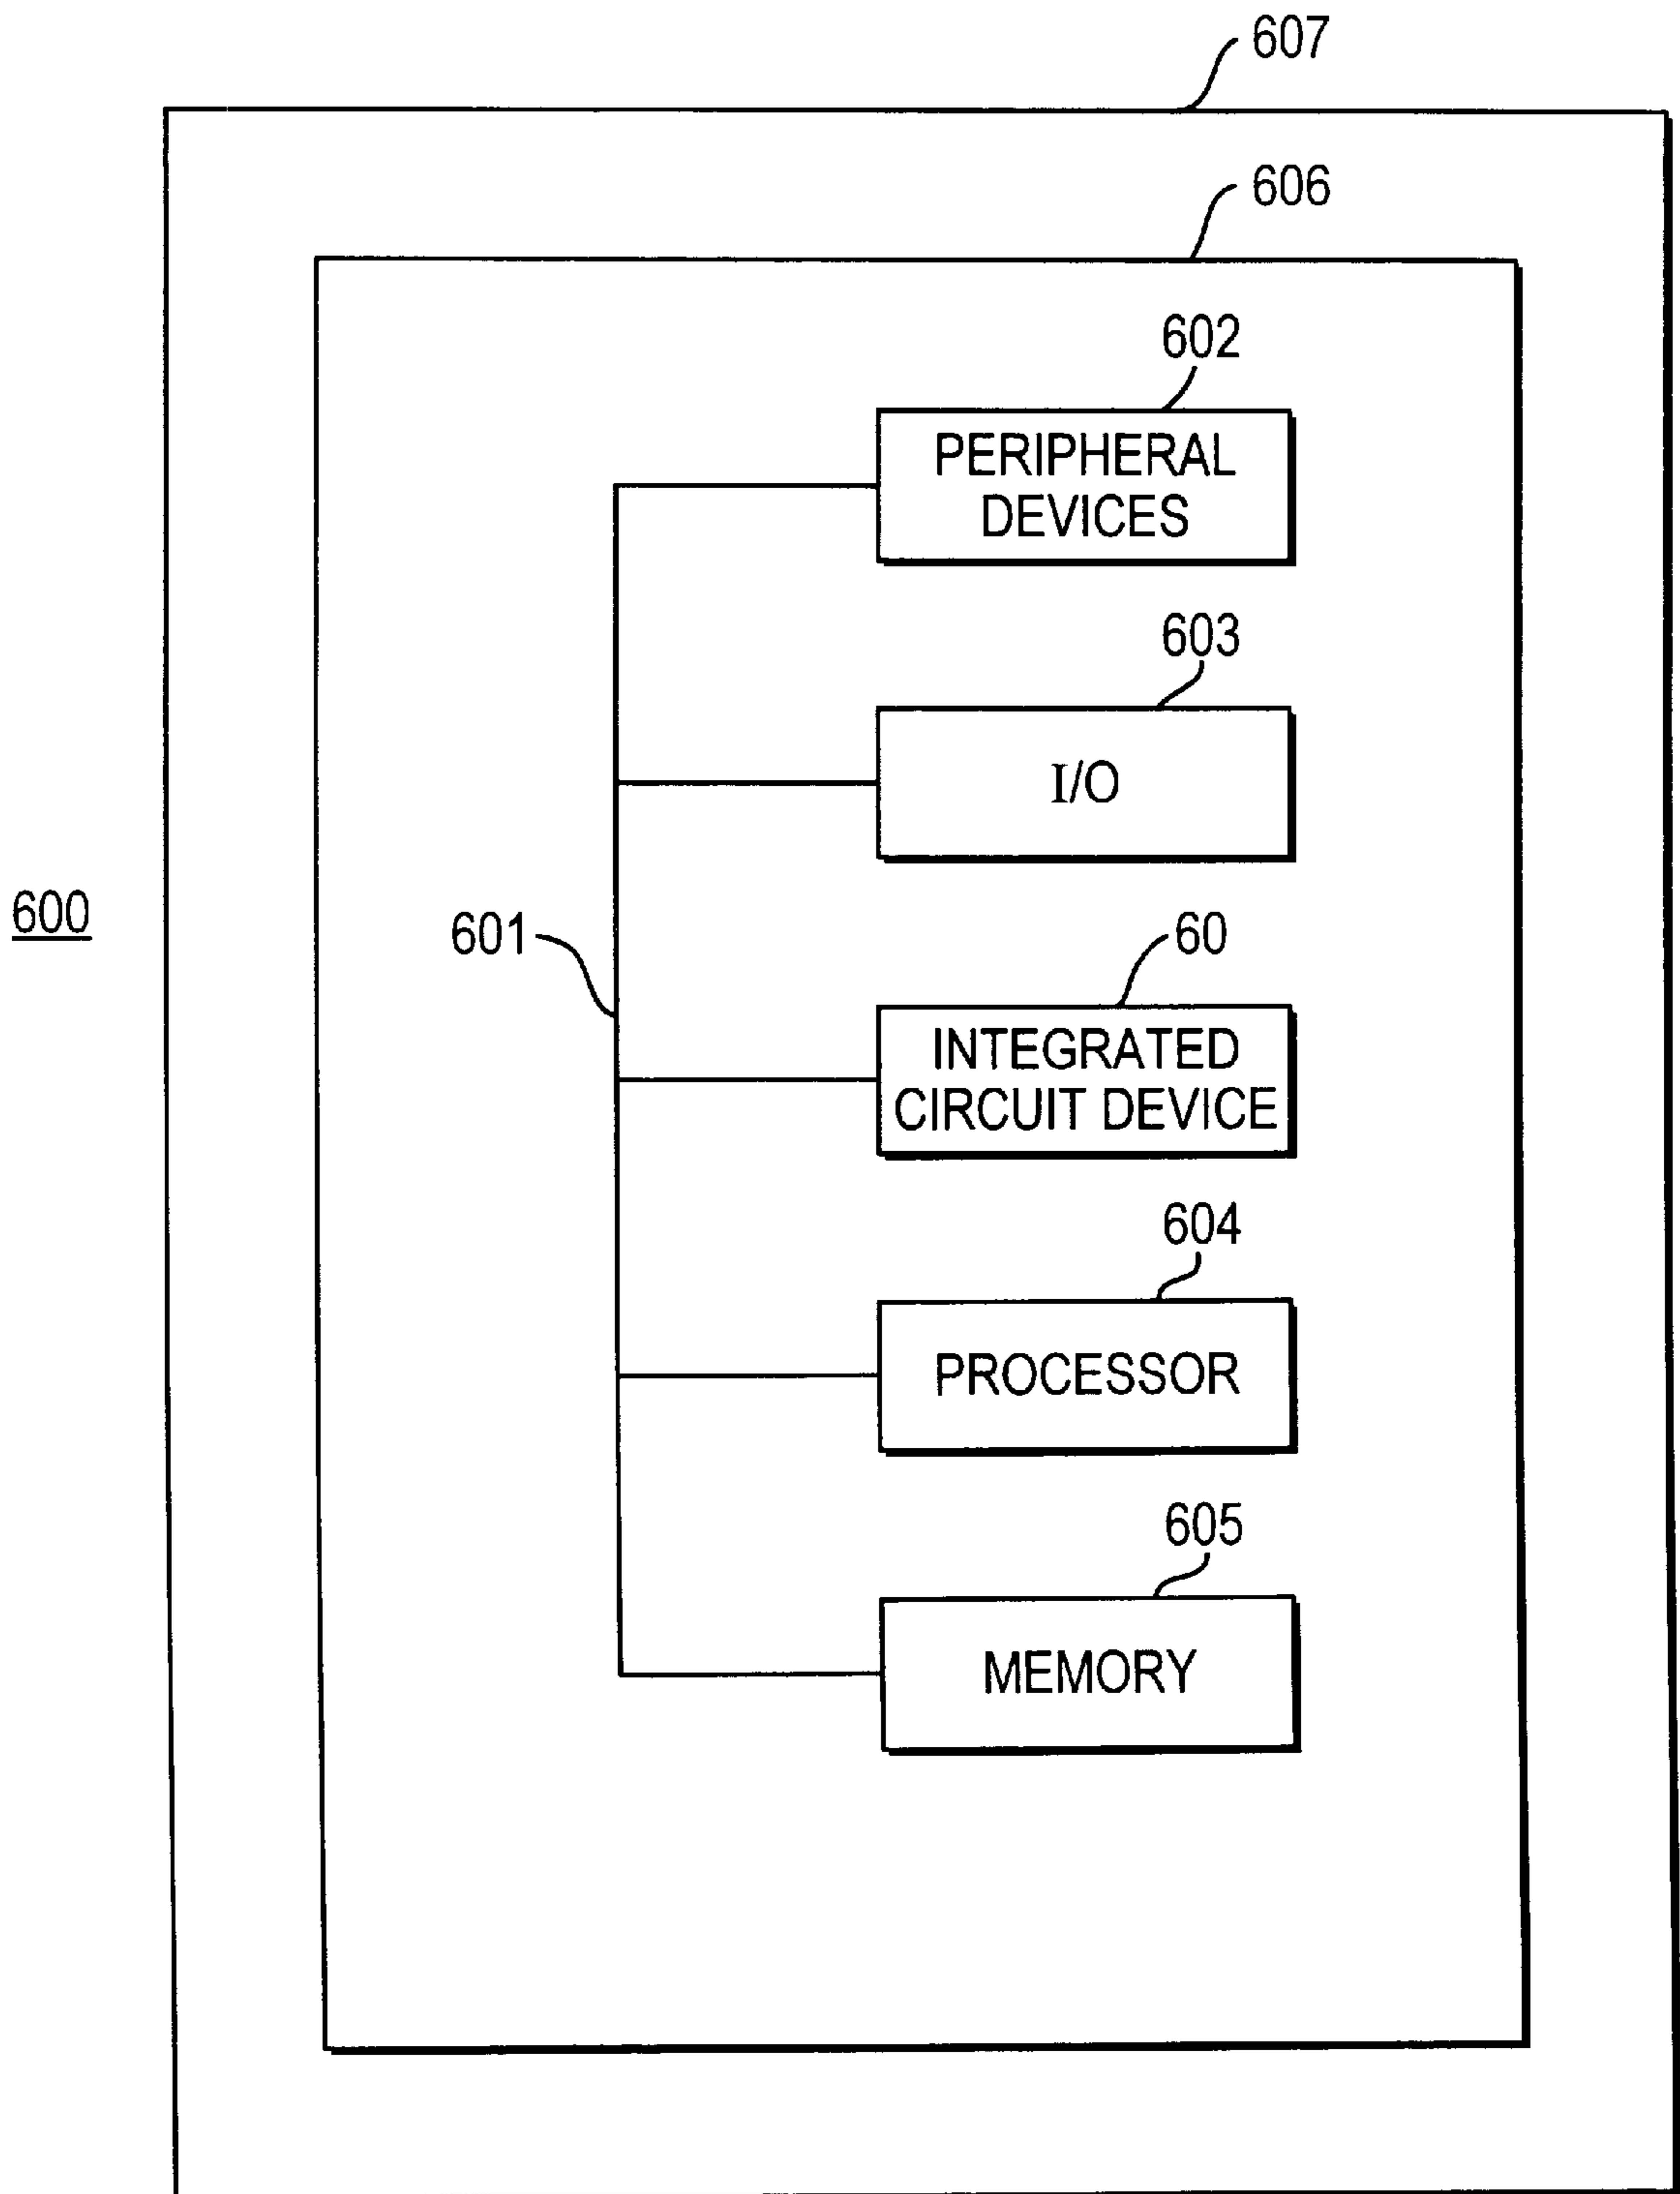 607
606
602
PERIPHERAL
DEVICES
603
I/O
600
601
60
INTEGRATED
CIRCUIT DEVICE
604
PROCESSOR
605
MEMORY